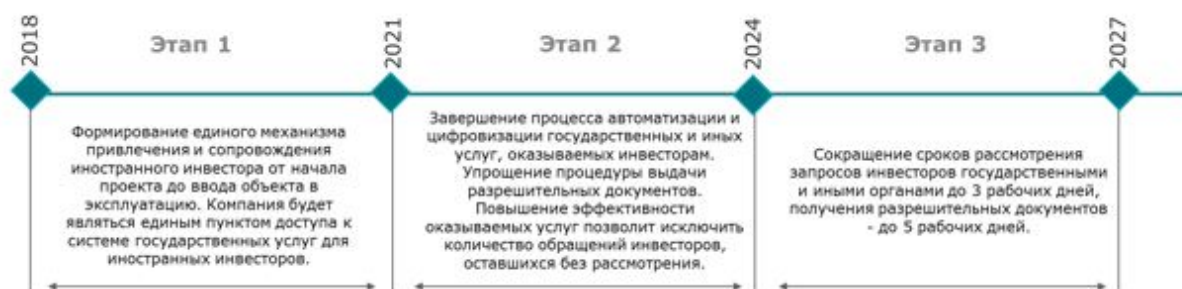 2018
Этап 1
2021
Этап 2
2024
Этап 3
2027
Формирование единого механизма
привлечения и сопровождения
иностранного инвестора от начала
проекта до ввода объекта в
эксплуатацию. Компания будет
являться единым пунктом доступа к
системе государственных услуг для
иностранных инвесторов.
Завершение процесса автоматизации и
цифровизации государственных и иных
услуг, оказываемых инвесторам.
Упрощение процедуры выдачи
разрешительных документов.
Повышение эффективности
оказываемых услуг позволит исключить
количество обращений инвесторов,
оставшихся без рассмотрения.
Сокращение сроков рассмотрения
запросов инвесторов государственными
и иными органами до 3 рабочих дней,
получения разрешительных документов
- до 5 рабочих дней.